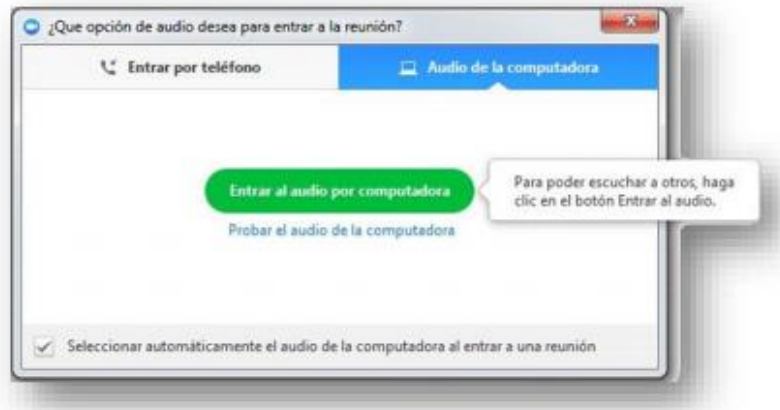 ¿Que opción de audio desea para entrar a la reunión?
Entrar por teléfono
Audio de la computadora
Entrar al audio por computadora
Para poder escuchar a otros, haga
clic en el botón Entrar al audio.
Probar el audio de la computadora
Seleccionar automáticamente el audio de la computadora al entrar a una reunión